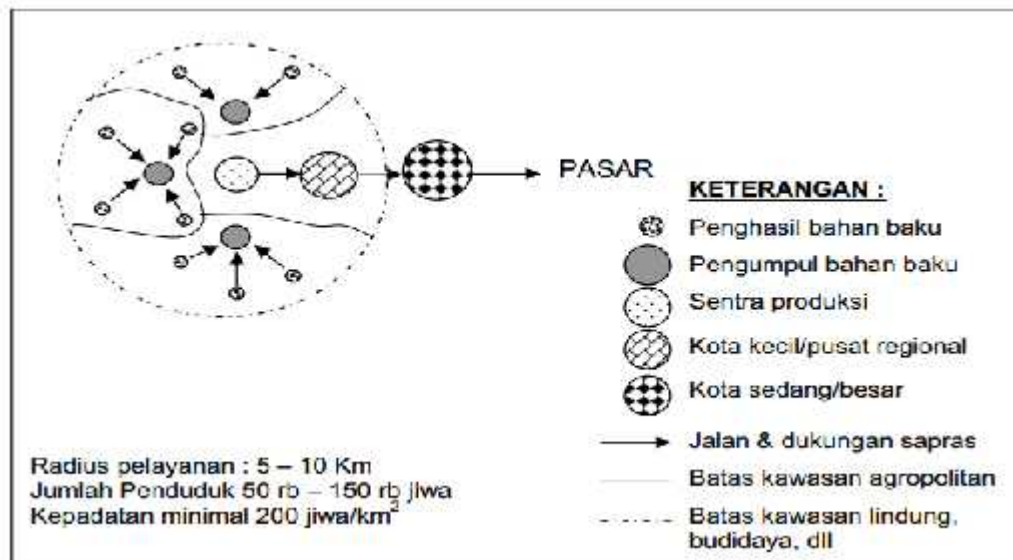 PASAR
KETERANGAN :
Penghasil bahan baku
Pengumpul bahan baku
Sentra produksi
Kota kecil/pusat regional
Kota sedang/besar
Jalan & dukungan sapras
Batas kawasan agropolitan
Batas kawasan lindung,
budidaya, dll
Radius pelayanan : 5 – 10 Km
Jumlah Penduduk 50 rb – 150 rb jiwa
Kepadatan minimal 200 jiwa/km²